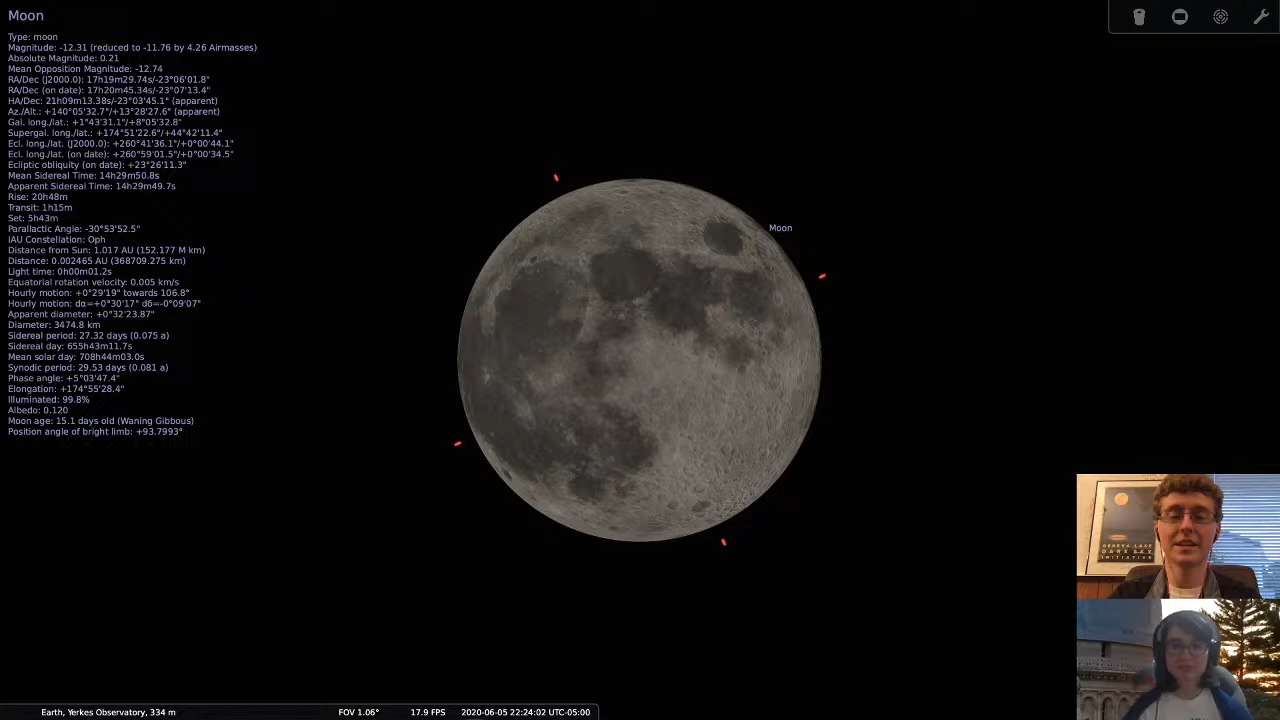 Moon
Type: moon
Magnitude: -12.31 (reduced to -11.76 by 4.26 Airmasses)
Absolute Magnitude: 0.21
Mean Opposition Magnitude: -12.74
RA/Dec (J2000.0): 17h19m29.74s/-23°06'01.8"
RA/Dec (on date): 17h20m45.34s/-23°07'13.4"
HA/Dec: 21h09m13.38s/-23°03'45.1" (apparent)
Az./Alt.: +140°05'32.7"/+13°28'27.6" (apparent)
Gal. long./lat.: +1°43'31.1"/+8°05'32.8"
Supergal. long./lat.: +174°51'22.6"/+44°42'11.4"
Ecl. long./lat. (J2000.0): +260°41'36.1"/+0°00'44.1"
Ecl. long./lat. (on date): +260°59'01.5"/+0°00'34.5"
Ecliptic obliquity (on date): +23°26'11.3"
Mean Sidereal Time: 14h29m50.8s
Apparent Sidereal Time: 14h29m49.7s
Rise: 20h48m
Transit: 1h15m
Set: 5h43m
Parallactic Angle: -30°53'52.5"
IAU Constellation: Oph
Distance from Sun: 1.017 AU (152.177 M km)
Distance: 0.002465 AU (368709.275 km)
Light time: 0h00m01.2s
Equatorial rotation velocity: 0.005 km/s
Hourly motion: +0°29'19" towards 106.8°
Hourly motion: dα=+0°30'17" dδ=-0°09'07"
Apparent diameter: +0°32'23.87"
Diameter: 3474.8 km
Sidereal period: 27.32 days (0.075 a)
Sidereal day: 655h43m11.7s
Mean solar day: 708h44m03.0s
Synodic period: 29.53 days (0.081 a)
Phase angle: +5°03'47.4"
Elongation: +174°55'28.4"
Illuminated: 99.8%
Albedo: 0.120
Moon age: 15.1 days old (Waning Gibbous)
Position angle of bright limb: +93.7993°
Moon
GENEVA LAKE
DARK SKY
INITIATIVE
Earth, Yerkes Observatory, 334 m
FOV 1.06°
17.9 FPS
2020-06-05 22:24:02 UTC-05:00